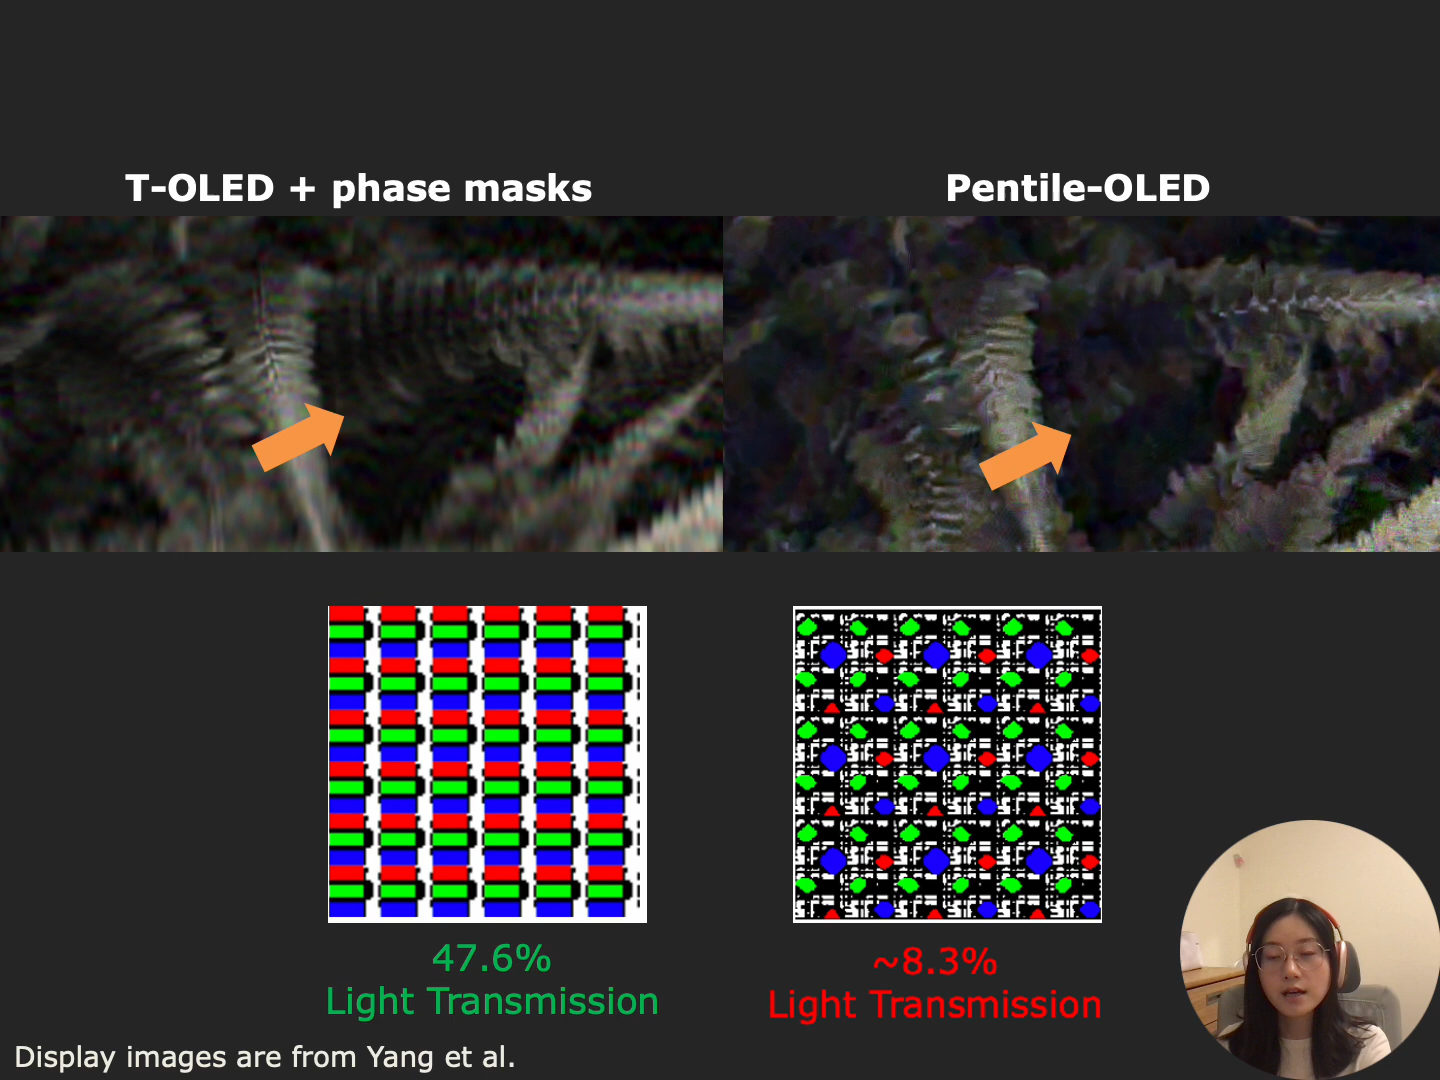 T-OLED + phase masks
Pentile-OLED
47.6%
Light Transmission
~8.3%
Light Transmission
Display images are from Yang et al.